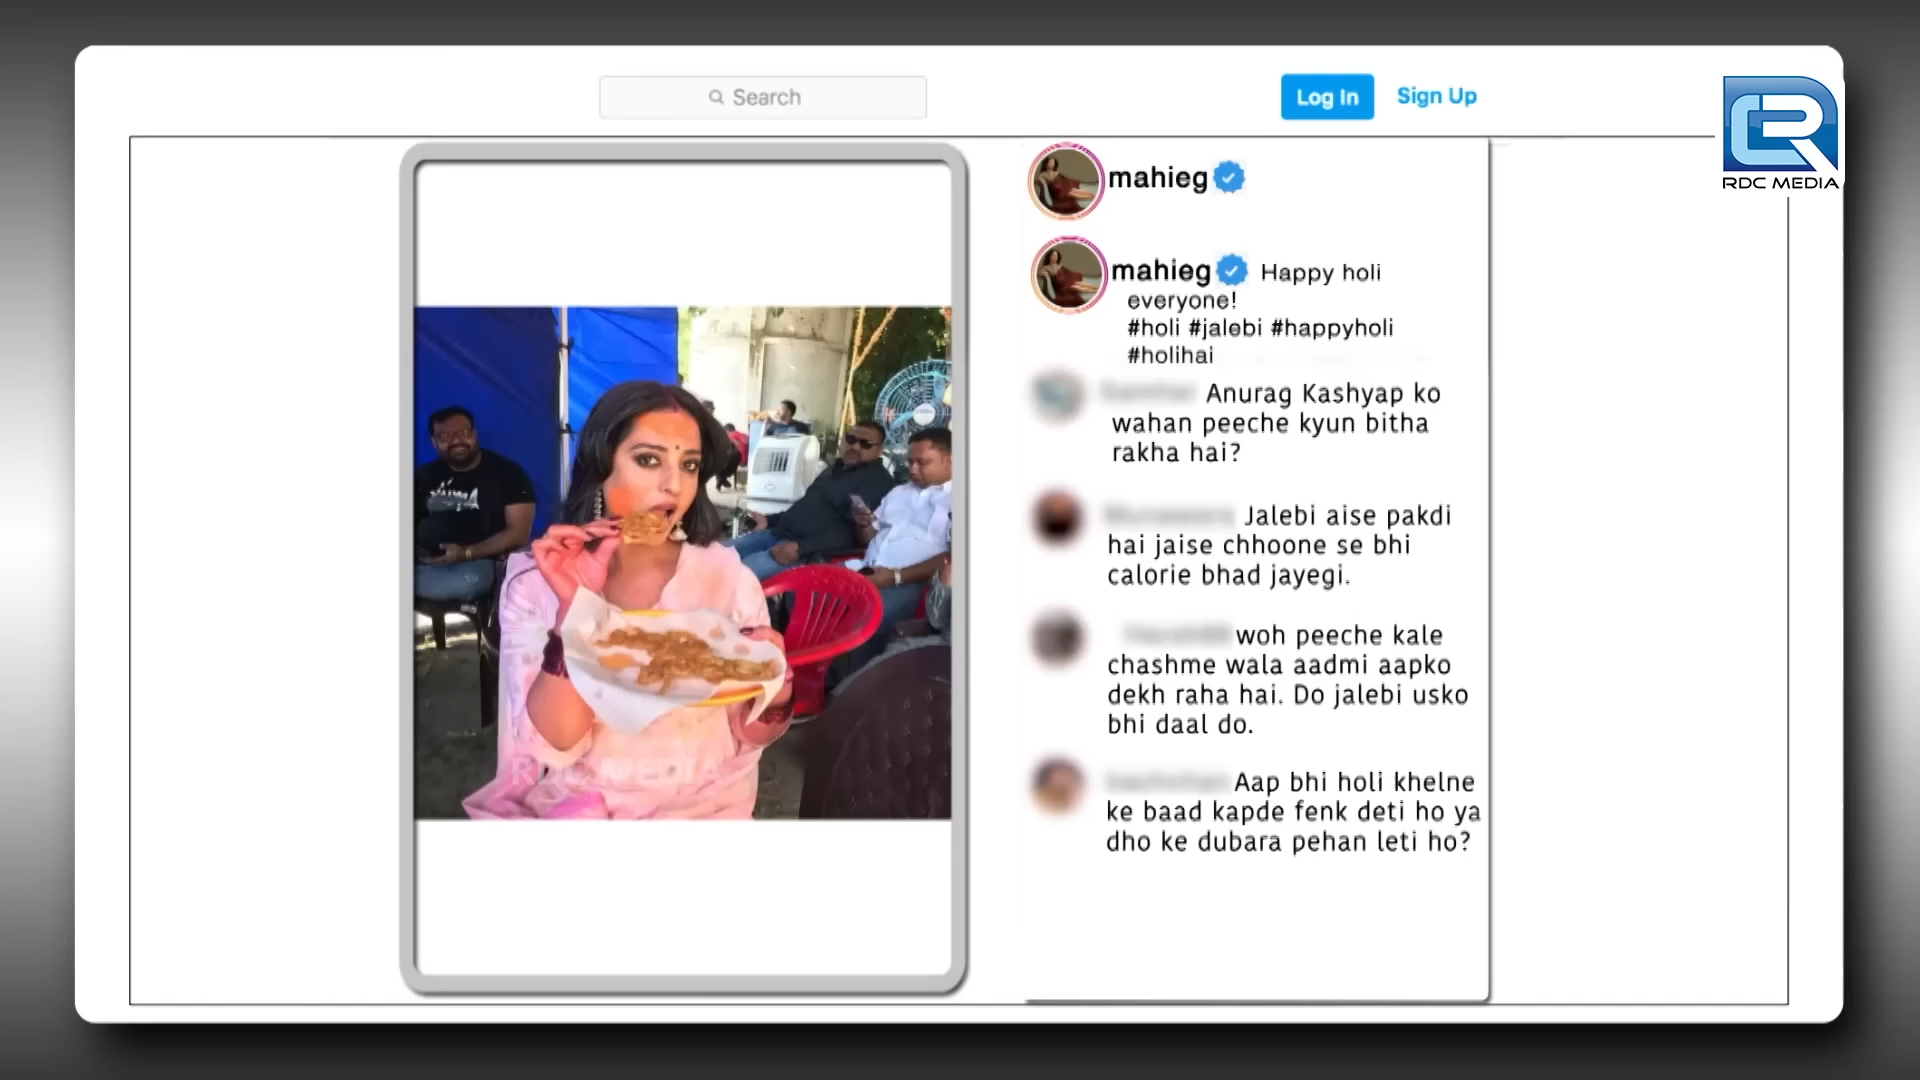 Search
Log In
Sign Up
RDC MEDIA
mahieg
mahieg Happy holi
everyone!
#holi #jalebi #happyholi
#holihai
Anurag Kashyap ko
wahan peeche kyun bitha
rakha hai?
Jalebi aise pakdi
hai jaise chhoone se bhi
calorie bhad jayegi.
woh peeche kale
chashme wala aadmi aapko
dekh raha hai. Do jalebi usko
bhi daal do.
Aap bhi holi khelne
ke baad kapde fenk deti ho ya
dho ke dubara pehan leti ho?
RDC MEDIA